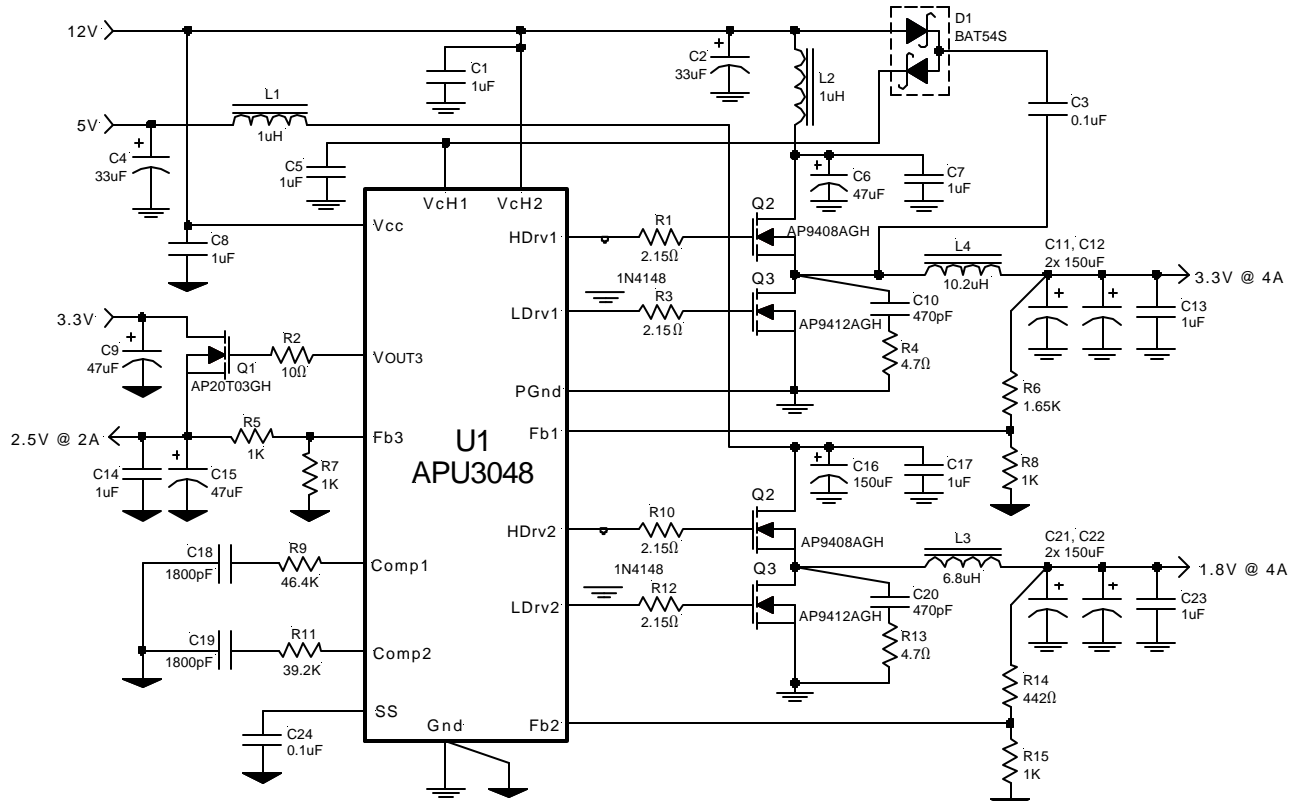 12V
D1
BAT54S
C1
1uF
C2
33uF
L2
1uH
C3
0.1uF
5V
L1
1uH
C4
33uF
C5
1uF
C6
47uF
C7
1uF
VcH1
VcH2
Vcc
C8
1uF
HDrv1
R1
2.15Ω
Q2
AP9408AGH
L4
10.2uH
C11, C12
2x 150uF
3.3V @ 4A
1N4148
Q3
R3
2.15Ω
LDrv1
AP9412AGH
C10
470pF
R4
4.7Ω
C13
1uF
3.3V
C9
47uF
Q1
AP20T03GH
R2
10Ω
VOUT3
PGnd
R6
1.65K
2.5V @ 2A
R5
1K
Fb3
U1
APU3048
Fb1
C14
1uF
C15
47uF
R7
1K
C16
150uF
C17
1uF
R8
1K
Q2
HDrv2
R10
2.15Ω
AP9408AGH
L3
6.8uH
C21, C22
2x 150uF
1.8V @ 4A
C18
1800pF
R9
46.4K
Comp1
1N4148
Q3
LDrv2
R12
2.15Ω
AP9412AGH
C20
470pF
R13
4.7Ω
C23
1uF
C19
1800pF
R11
39.2K
Comp2
R14
442Ω
SS
Gnd
Fb2
C24
0.1uF
R15
1K